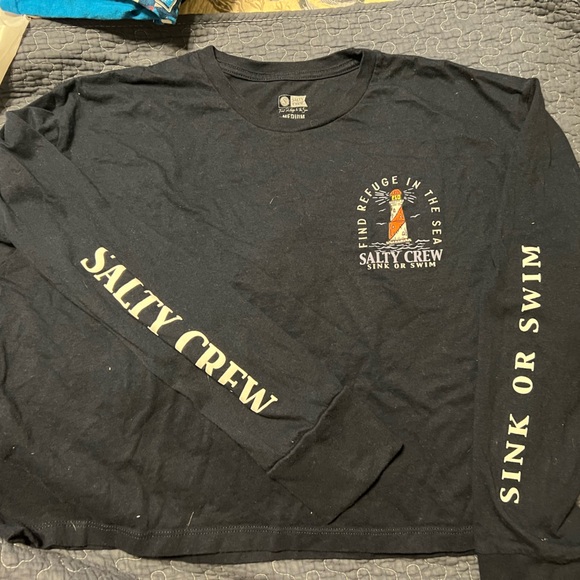 FIND REFUGE IN THE SEA
SALTY CREW
SINK OR SWIM
SALTY CREW
SINK OR SWIM